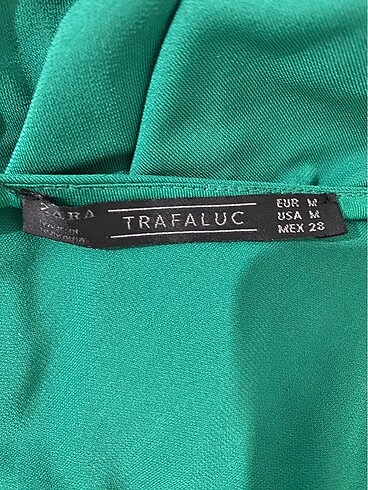 ZARA
TRAFALUC
EUR M
USA M
MEX 28